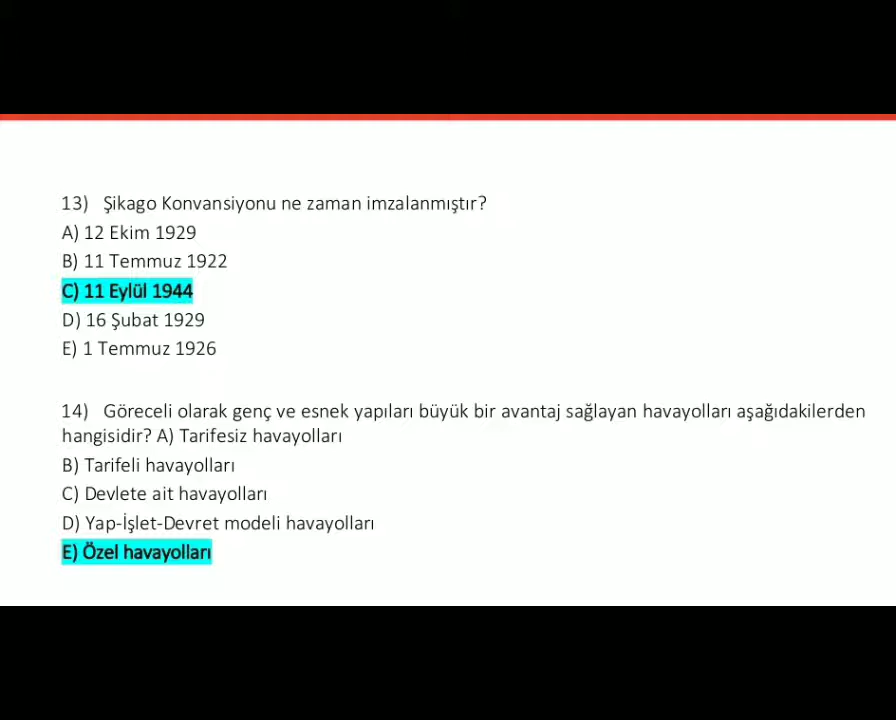 13) Şikago Konvansiyonu ne zaman imzalanmıştır?
A) 12 Ekim 1929
B) 11 Temmuz 1922
C) 11 Eylül 1944
D) 16 Şubat 1929
E) 1 Temmuz 1926
14) Göreceli olarak genç ve esnek yapıları büyük bir avantaj sağlayan havayolları aşağıdakilerden
hangisidir? A) Tarifesiz havayolları
B) Tarifeli havayolları
C) Devlete ait havayolları
D) Yap-İşlet-Devret modeli havayolları
E) Özel havayolları